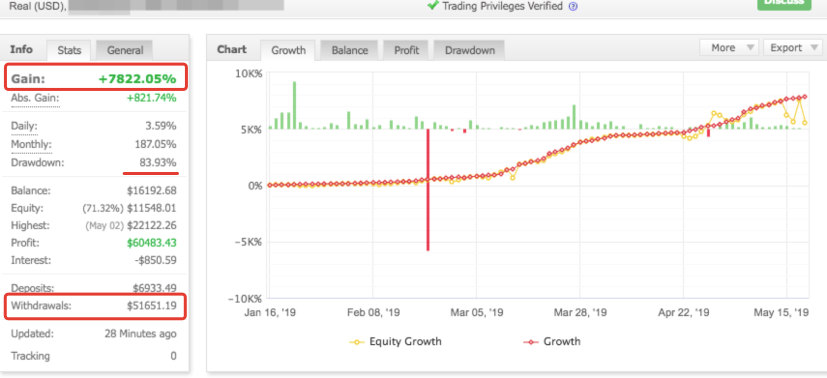 Real (USD),
Trading Privileges Verified
Discuss
Info Stats General
Gain: +7822.05%
Abs. Gain: +821.74%
Daily: 3.59%
Monthly: 187.05%
Drawdown: 83.93%
Balance: $16192.68
Equity: (71.32%) $11548.01
Highest: (May 02) $22122.26
Profit: $60483.43
Interest: -$850.59
Deposits: $6933.49
Withdrawals: $51651.19
Updated: 28 Minutes ago
Tracking 0
Chart Growth Balance Profit Drawdown More Export
10K%
5K%
0%
-5K%
-10K%
Jan 16, '19 Feb 08, '19 Mar 05, '19 Mar 28, '19 Apr 22, '19 May 15, '19
Equity Growth Growth